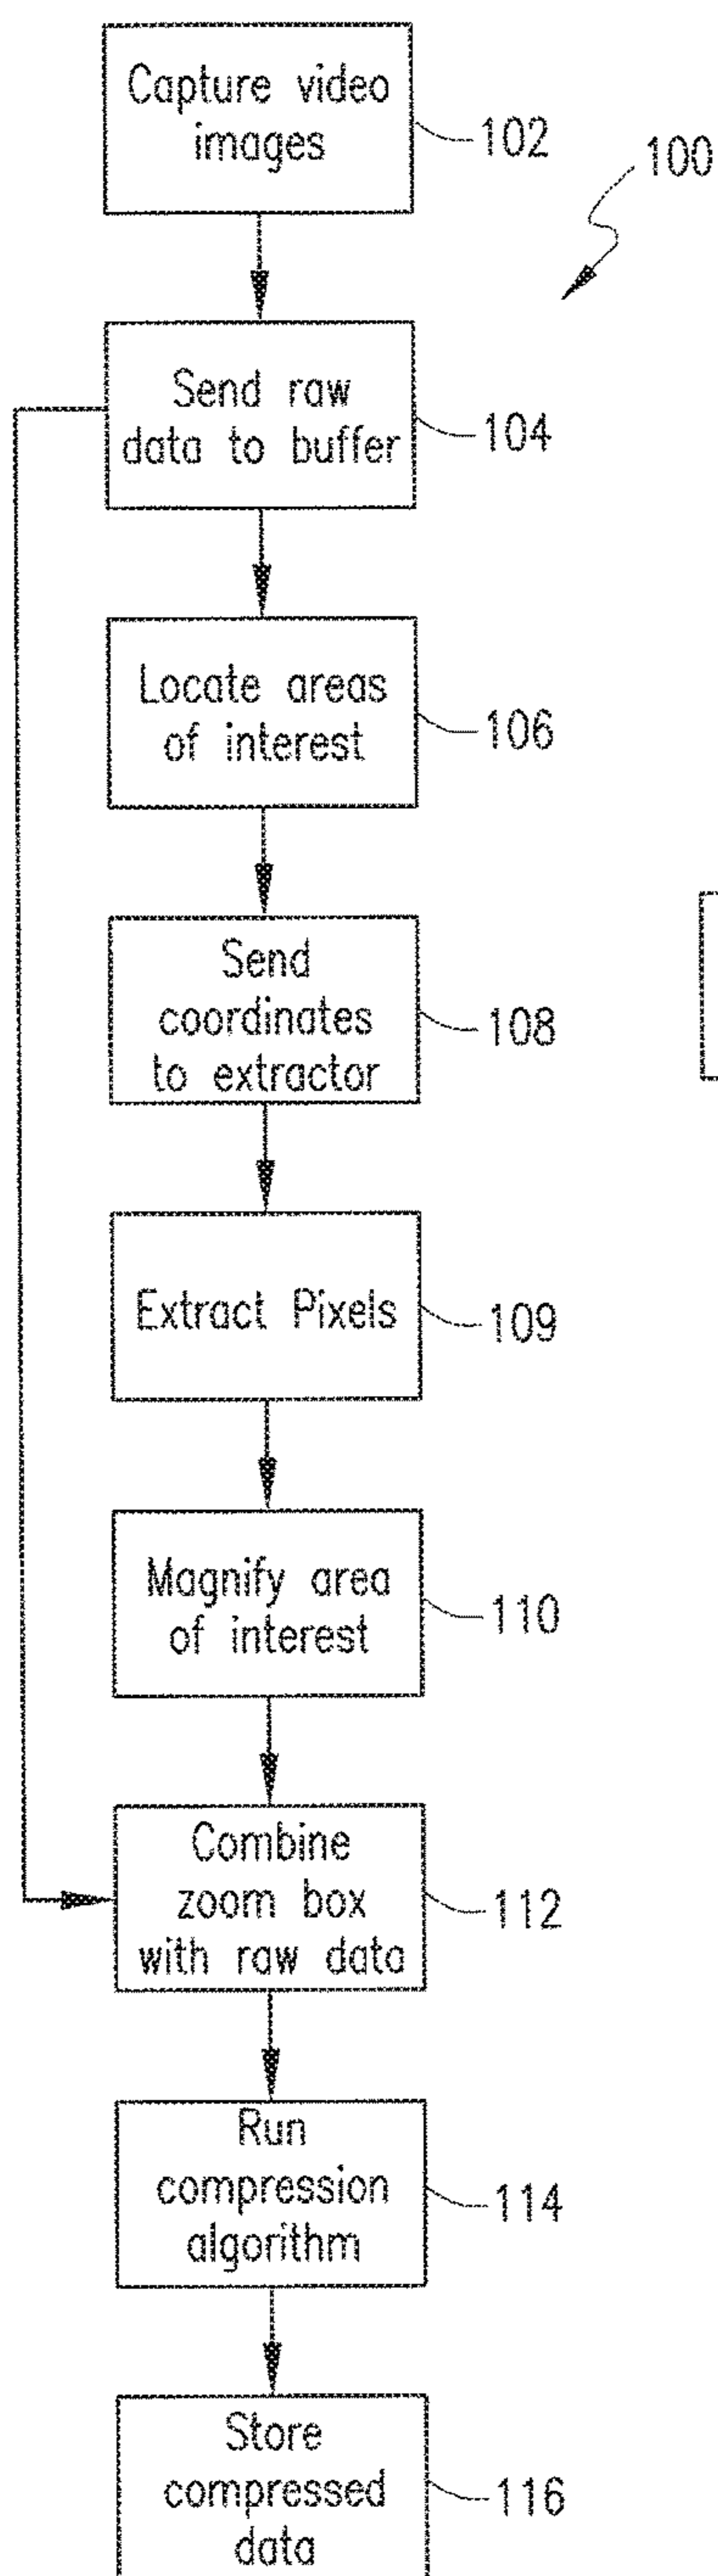 Capture video
images
102
100
Send raw
data to buffer
104
Locate areas
of interest
106
Send
coordinates
to extractor
108
Extract Pixels
109
Magnify area
of interest
110
Combine
zoom box
with raw data
112
Run
compression
algorithm
114
Store
compressed
data
116